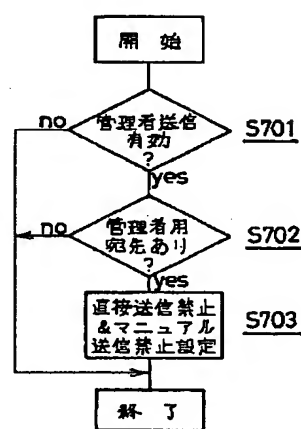 開始
管理者送信
有効
?
S701
no
yes
管理者用
宛先あり
?
S702
no
yes
直接送信禁止
&マニュアル
送信禁止設定
S703
終了